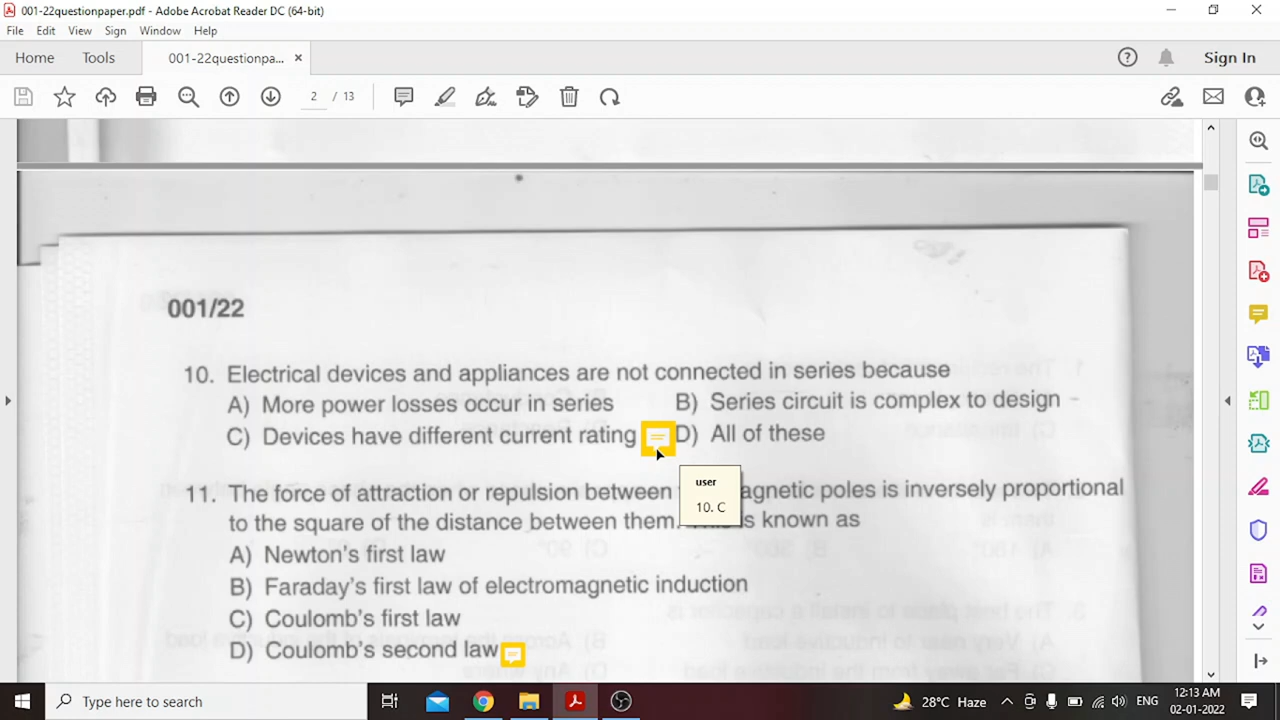 001-22questionpaper.pdf - Adobe Acrobat Reader DC (64-bit)
File Edit View Sign Window Help
Home Tools 001-22questionpa... × Sign In
2 / 13
001/22
10. Electrical devices and appliances are not connected in series because
A) More power losses occur in series B) Series circuit is complex to design
C) Devices have different current rating D) All of these
user
10. C
11. The force of attraction or repulsion between agnetic poles is inversely proportional
to the square of the distance between them. is known as
A) Newton's first law
B) Faraday's first law of electromagnetic induction
C) Coulomb's first law
D) Coulomb's second law
Type here to search
28°C Haze
ENG
12:13 AM
02-01-2022